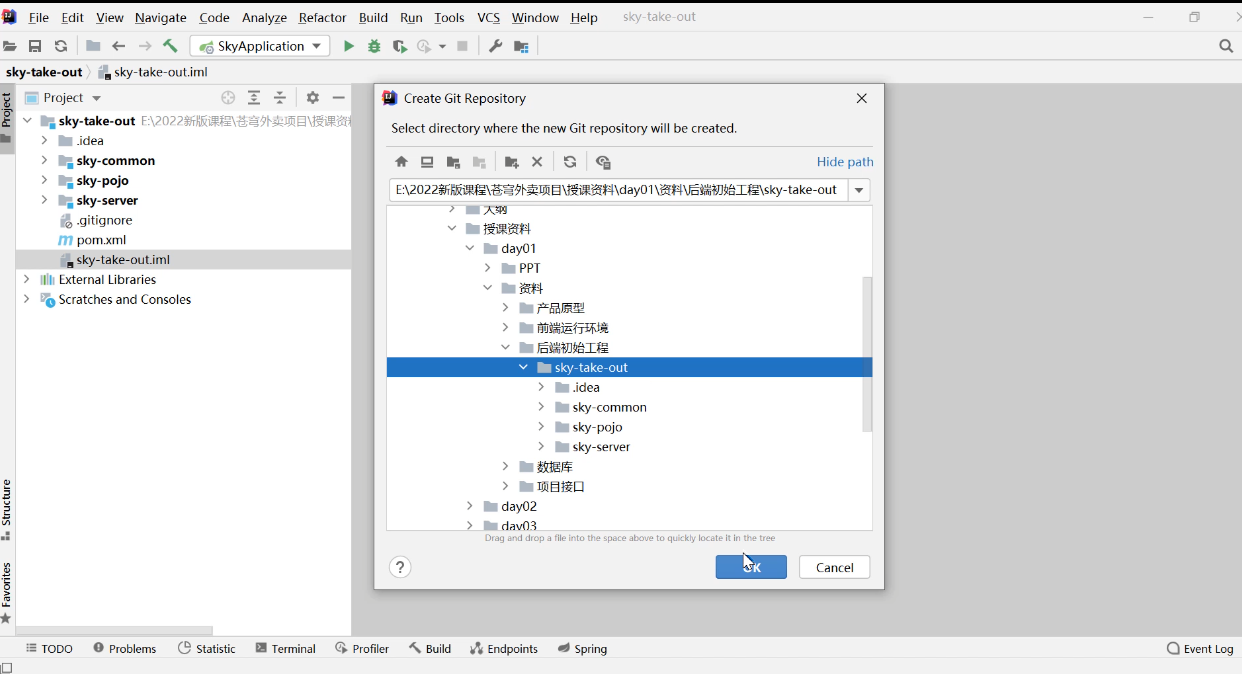 File Edit View Navigate Code Analyze Refactor Build Run Tools VCS Window Help sky-take-out
SkyApplication
sky-take-out sky-take-out.iml
Project
Project
sky-take-out E:\2022新版课程\苍穹外卖项目\授课资料
.idea
sky-common
sky-pojo
sky-server
.gitignore
pom.xml
sky-take-out.iml
External Libraries
Scratches and Consoles
Structure
Favorites
Create Git Repository
Select directory where the new Git repository will be created.
Hide path
E:\2022新版课程\苍穹外卖项目\授课资料\day01\资料\后端初始工程\sky-take-out
大纲
授课资料
day01
PPT
资料
产品原型
前端运行环境
后端初始工程
sky-take-out
.idea
sky-common
sky-pojo
sky-server
数据库
项目接口
day02
day03
Drag and drop a file into the space above to quickly locate it in the tree
?
OK Cancel
TODO Problems Statistic Terminal Profiler Build Endpoints Spring Event Log